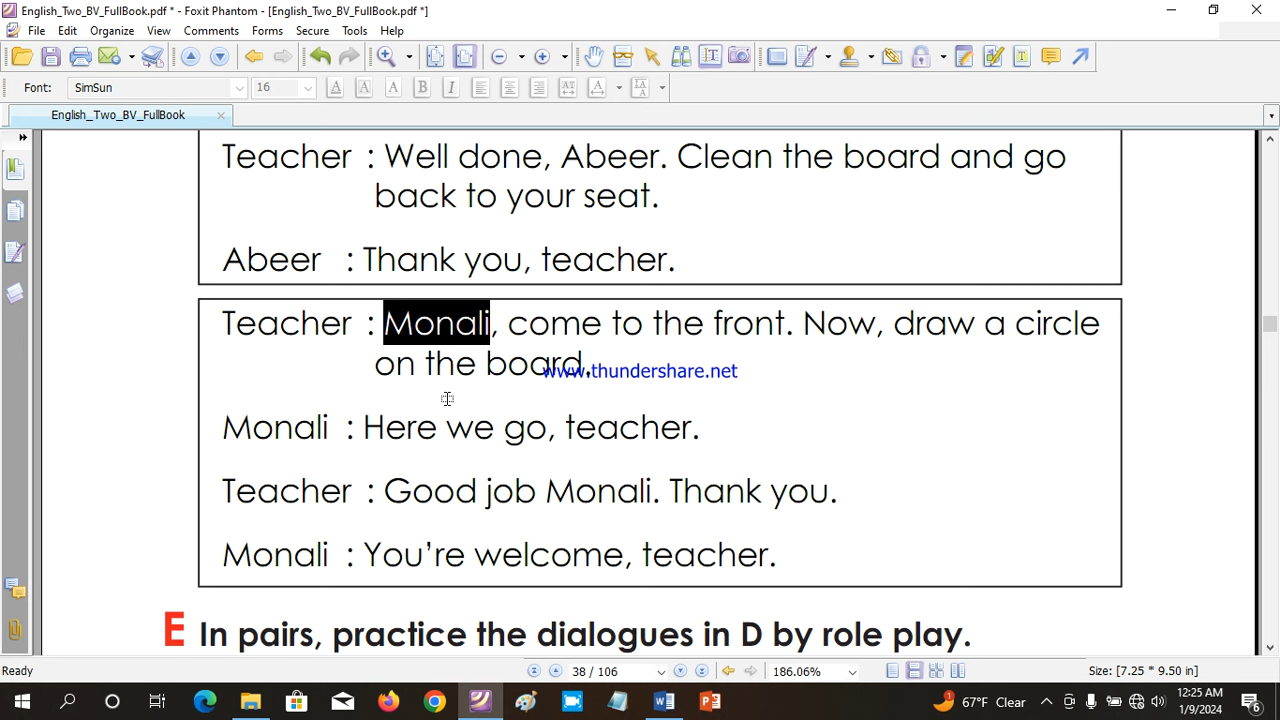 English_Two_BV_FullBook.pdf * - Foxit Phantom - [English_Two_BV_FullBook.pdf *]
File Edit Organize View Comments Forms Secure Tools Help
Font: SimSun 16
English_Two_BV_FullBook
Teacher : Well done, Abeer. Clean the board and go
back to your seat.
Abeer : Thank you, teacher.
Teacher : Monali, come to the front. Now, draw a circle
on the board.
www.thundershare.net
Monali : Here we go, teacher.
Teacher : Good job Monali. Thank you.
Monali : You're welcome, teacher.
E In pairs, practice the dialogues in D by role play.
Ready 38 / 106 186.06% Size: [7.25 * 9.50 in]
67°F Clear 12:25 AM
1/9/2024 6